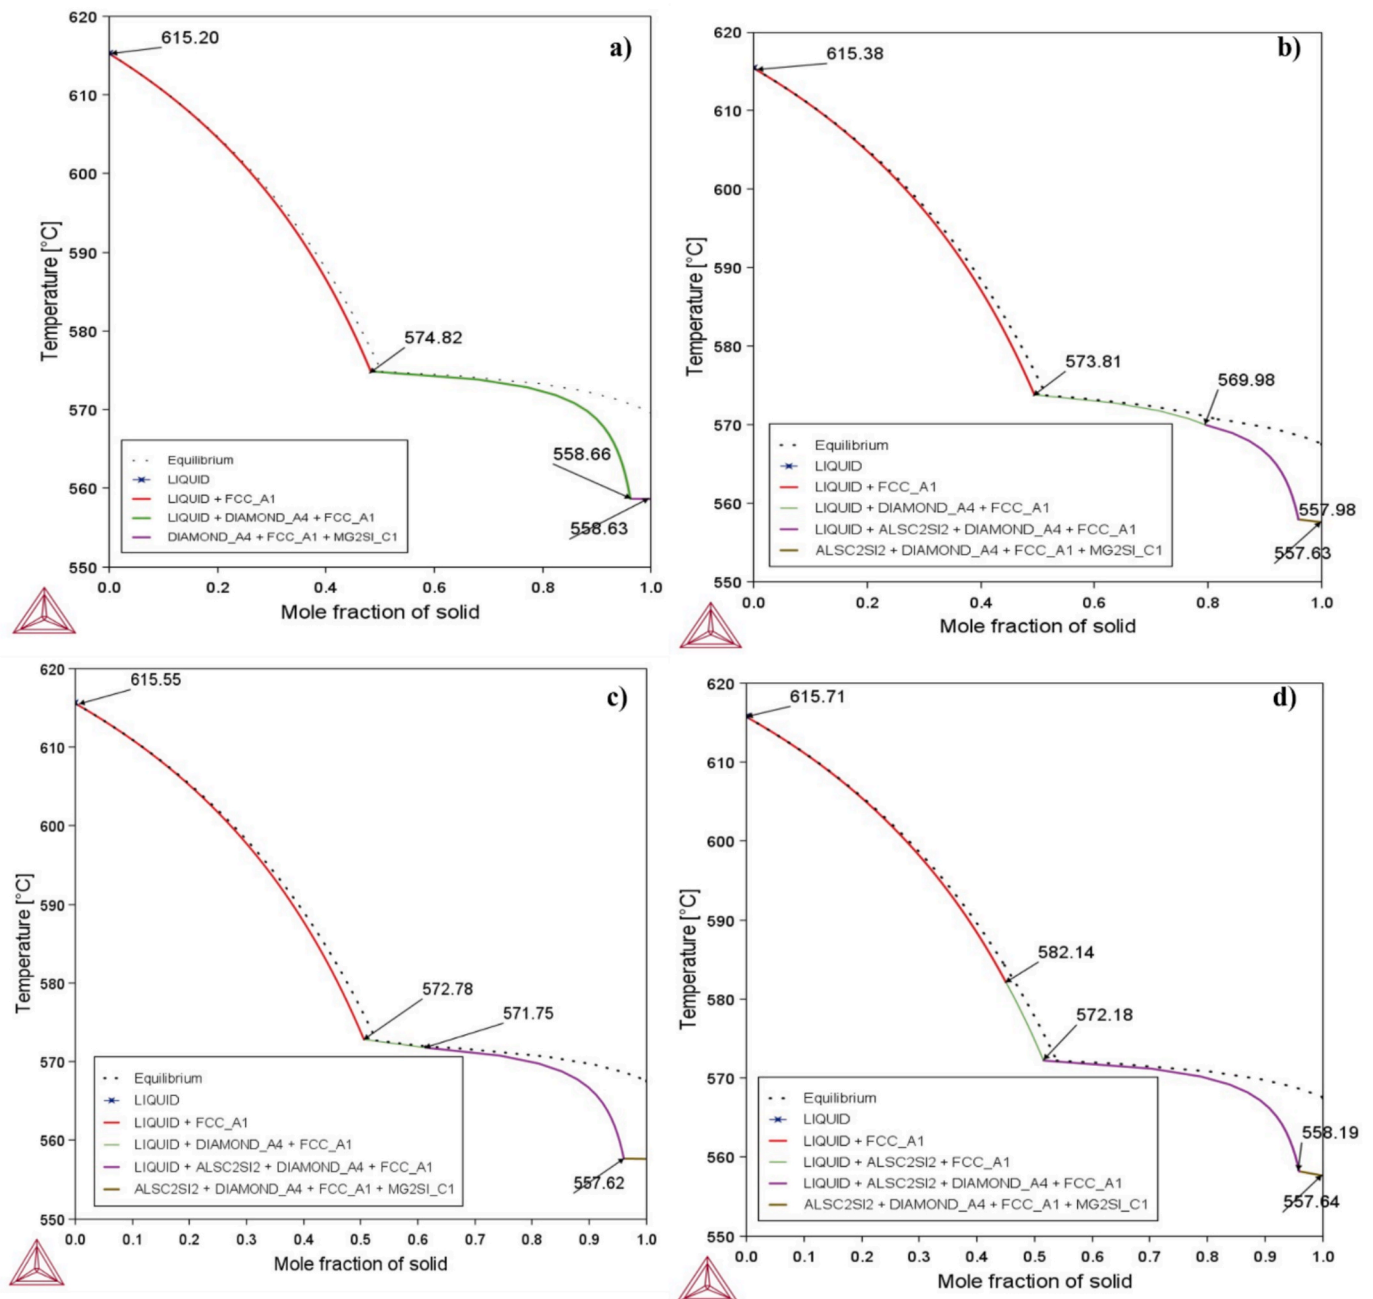 a)
620
610
600
590
580
570
560
550
Temperature [°C]
615.20
574.82
558.66
558.63
Equilibrium
LIQUID
LIQUID + FCC_A1
LIQUID + DIAMOND_A4 + FCC_A1
DIAMOND_A4 + FCC_A1 + MG2SI_C1
0.0 0.2 0.4 0.6 0.8 1.0
Mole fraction of solid
b)
620
610
600
590
580
570
560
550
Temperature [°C]
615.38
573.81
569.98
557.98
557.63
Equilibrium
LIQUID
LIQUID + FCC_A1
LIQUID + DIAMOND_A4 + FCC_A1
LIQUID + ALSC2SI2 + DIAMOND_A4 + FCC_A1
ALSC2SI2 + DIAMOND_A4 + FCC_A1 + MG2SI_C1
0.0 0.2 0.4 0.6 0.8 1.0
Mole fraction of solid
c)
620
610
600
590
580
570
560
550
Temperature [°C]
615.55
572.78
571.75
557.62
Equilibrium
LIQUID
LIQUID + FCC_A1
LIQUID + DIAMOND_A4 + FCC_A1
LIQUID + ALSC2SI2 + DIAMOND_A4 + FCC_A1
ALSC2SI2 + DIAMOND_A4 + FCC_A1 + MG2SI_C1
0.0 0.1 0.2 0.3 0.4 0.5 0.6 0.7 0.8 0.9 1.0
Mole fraction of solid
d)
620
610
600
590
580
570
560
550
Temperature [°C]
615.71
582.14
572.18
558.19
557.64
Equilibrium
LIQUID
LIQUID + FCC_A1
LIQUID + ALSC2SI2 + FCC_A1
LIQUID + ALSC2SI2 + DIAMOND_A4 + FCC_A1
ALSC2SI2 + DIAMOND_A4 + FCC_A1 + MG2SI_C1
0.0 0.1 0.2 0.3 0.4 0.5 0.6 0.7 0.8 0.9 1.0
Mole fraction of solid